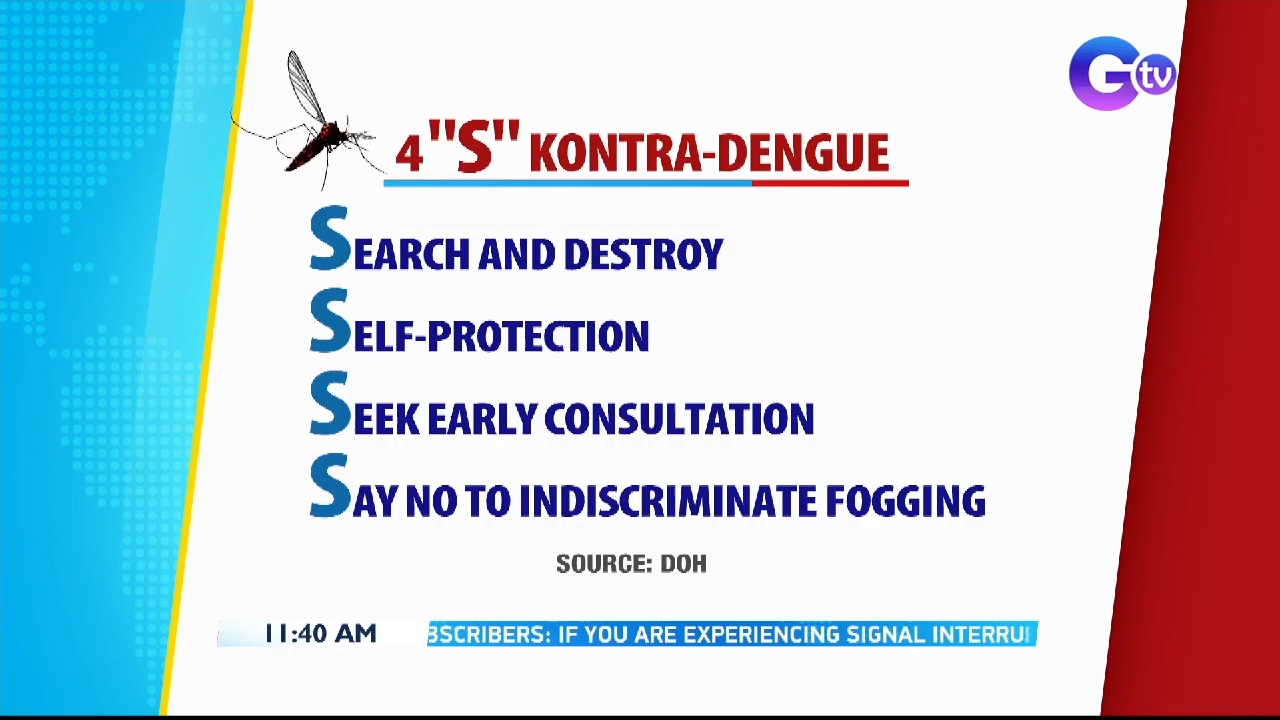 Gtv
4 "S" KONTRA-DENGUE
SEARCH AND DESTROY
SELF-PROTECTION
SEEK EARLY CONSULTATION
SAY NO TO INDISCRIMINATE FOGGING
SOURCE: DOH
11:40 AM
BSCRIBERS: IF YOU ARE EXPERIENCING SIGNAL INTERRU